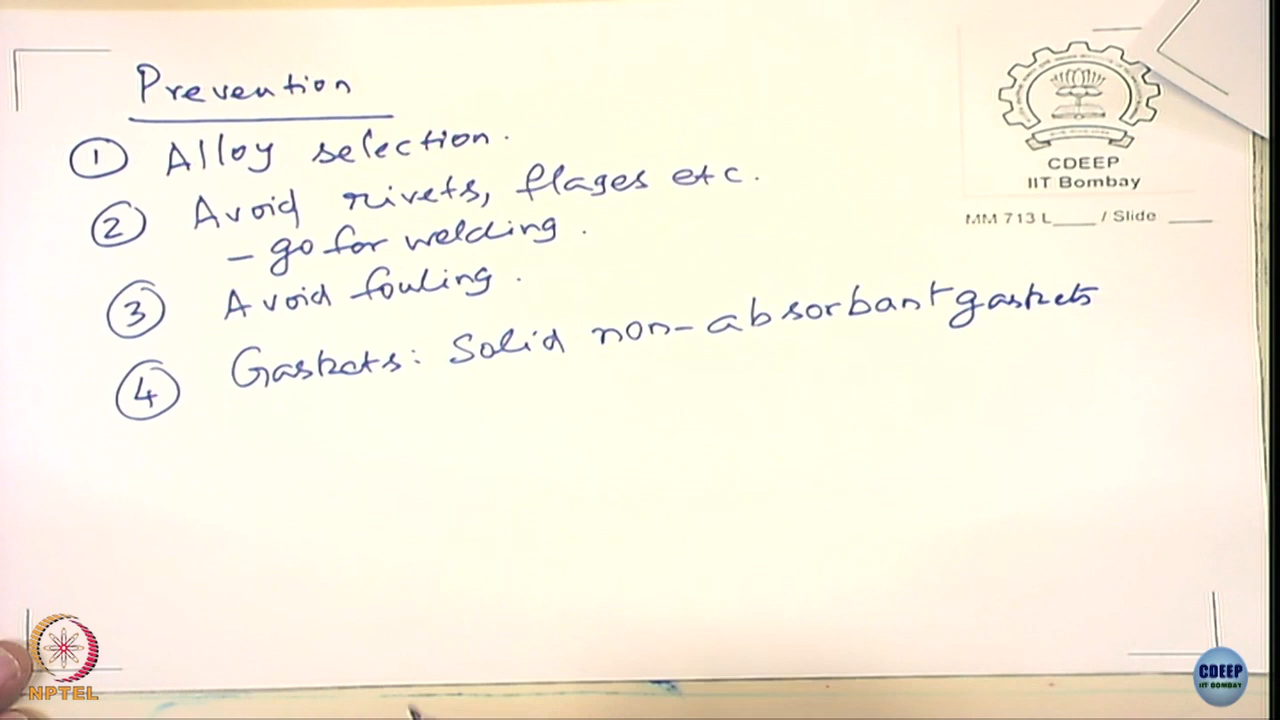 Prevention
① Alloy selection.
② Avoid rivets, flages etc.
- go for welding.
③ Avoid fouling.
④ Gaskets: Solid non-absorbant gaskets
CDEEP
IIT Bombay
MM 713 L____ / Slide ____
NPTEL
CDEEP
IIT BOMBAY